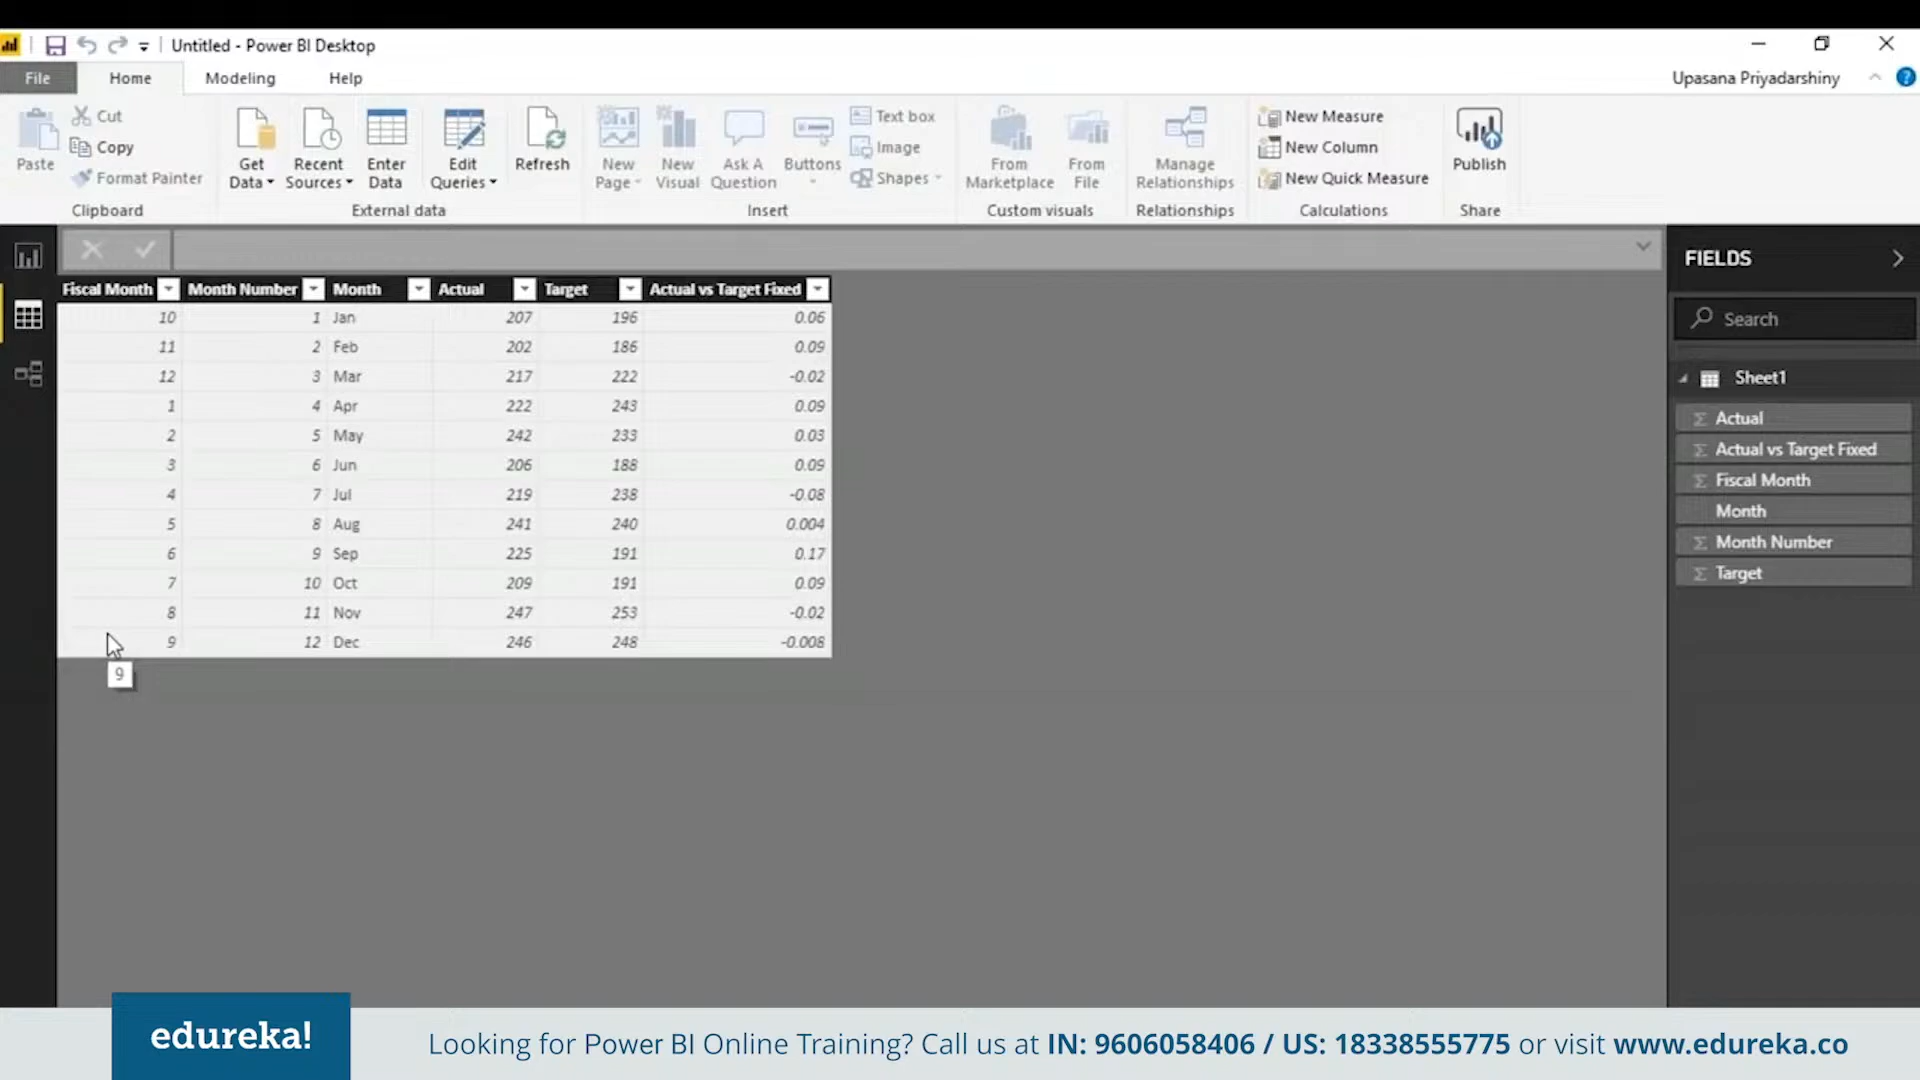 Untitled - Power BI Desktop
File Home Modeling Help Upasana Priyadarshiny
Paste
Cut
Copy
Format Painter
Clipboard
Get Data
Recent Sources
Enter Data
Edit Queries
Refresh
External data
New Page
New Visual
Ask A Question
Buttons
Text box
Image
Shapes
Insert
From Marketplace
From File
Custom visuals
Manage Relationships
Relationships
New Measure
New Column
New Quick Measure
Calculations
Publish
Share
Fiscal Month Month Number Month Actual Target Actual vs Target Fixed
10 1 Jan 207 196 0.06
11 2 Feb 202 186 0.09
12 3 Mar 217 222 -0.02
1 4 Apr 222 243 0.09
2 5 May 242 233 0.03
3 6 Jun 206 188 0.09
4 7 Jul 219 238 -0.08
5 8 Aug 241 240 0.004
6 9 Sep 225 191 0.17
7 10 Oct 209 191 0.09
8 11 Nov 247 253 -0.02
9 12 Dec 246 248 -0.008
9
FIELDS
Search
Sheet1
Actual
Actual vs Target Fixed
Fiscal Month
Month
Month Number
Target
edureka!
Looking for Power BI Online Training? Call us at IN: 9606058406 / US: 18338555775 or visit www.edureka.co